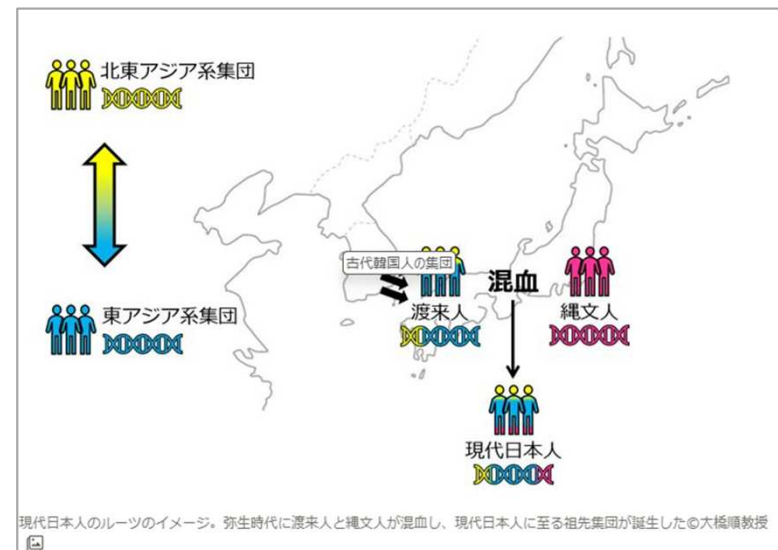 北東アジア系集団
東アジア系集団
古代韓国人の集団
渡来人
混血
縄文人
現代日本人
現代日本人のルーツのイメージ。弥生時代に渡来人と縄文人が混血し、現代日本人に至る祖先集団が誕生した©大橋順教授